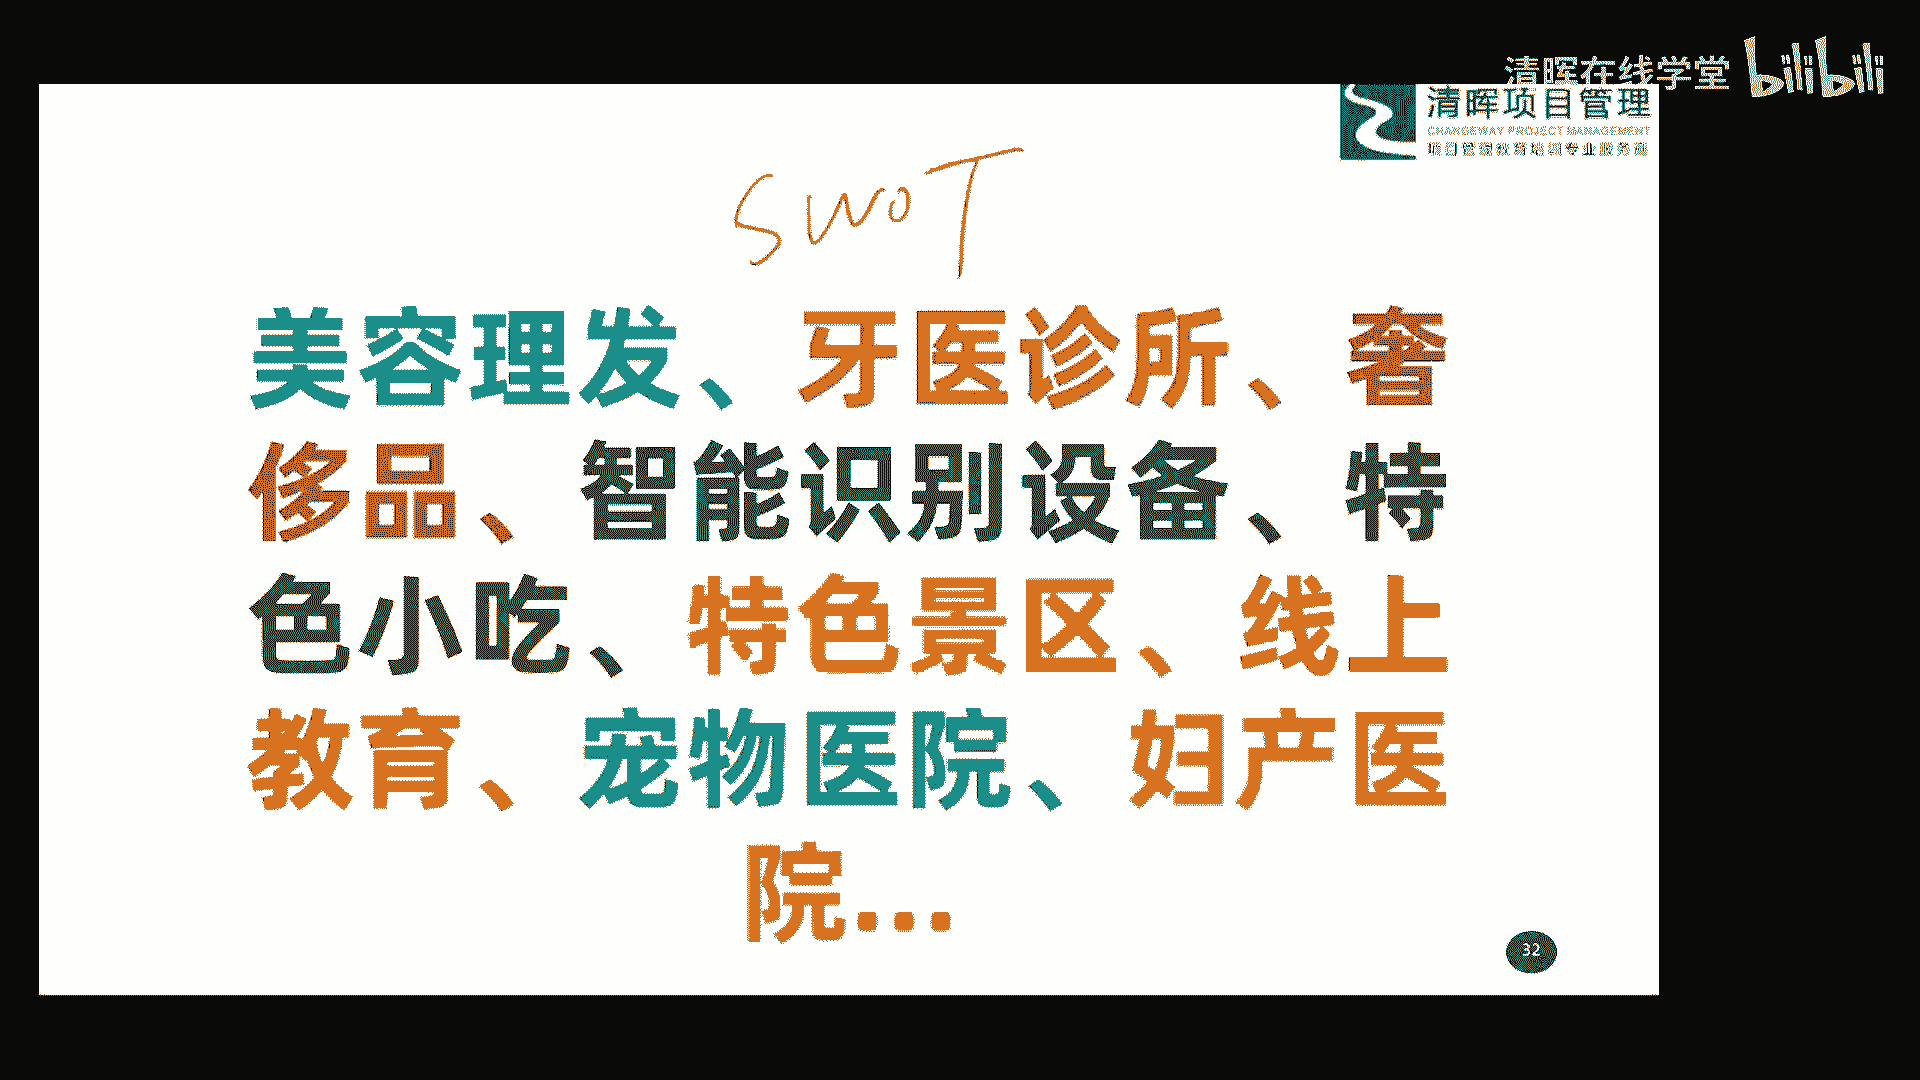 清晖在线学堂 bilibili
清晖项目管理
CHANGEWAY PROJECT MANAGEMENT
项目管理教育培训专业服务商
SWOT
美容理发、牙医诊所、奢
侈品、智能识别设备、特
色小吃、特色景区、线上
教育、宠物医院、妇产医
院...
32